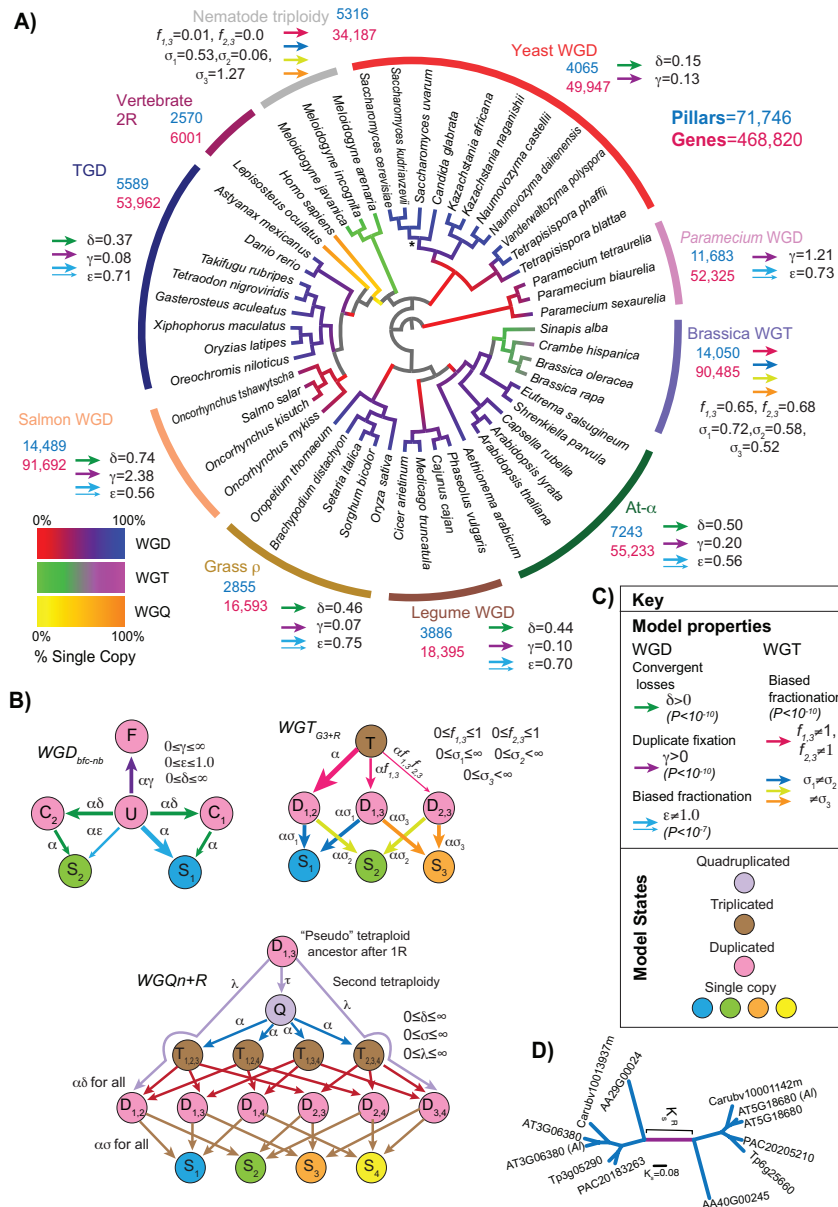 A)
Nematode triploidy
5316
34,187
f1,3=0.01, f2,3=0.0
σ1=0.53,σ2=0.06,
σ3=1.27
Yeast WGD
4065
49,947
δ=0.15
γ=0.13
Pillars=71,746
Genes=468,820
Vertebrate
2R
2570
6001
TGD
5589
53,962
δ=0.37
γ=0.08
ε=0.71
Paramecium WGD
11,683
52,325
γ=1.21
ε=0.73
Brassica WGT
14,050
90,485
f1,3=0.65, f2,3=0.68
σ1=0.72,σ2=0.58,
σ3=0.52
Salmon WGD
14,489
91,692
δ=0.74
γ=2.38
ε=0.56
At-α
7243
55,233
δ=0.50
γ=0.20
ε=0.56
Grass ρ
2855
16,593
δ=0.46
γ=0.07
ε=0.75
Legume WGD
3886
18,395
δ=0.44
γ=0.10
ε=0.70
Saccharomyces cerevisiae
Saccharomyces kudriavzevii
Saccharomyces uvarum
Candida glabrata
Kazachstania africana
Kazachstania naganishii
Naumovozyma castellii
Naumovozyma dairenensis
Vanderwaltozyma polyspora
Tetrapisispora phaffii
Tetrapisispora blattae
*
Paramecium tetraurelia
Paramecium biaurelia
Paramecium sexaurelia
Sinapis alba
Crambe hispanica
Brassica oleracea
Brassica rapa
Eutrema salsugineum
Shrenkiella parvula
Capsella rubella
Arabidopsis lyrata
Arabidopsis thaliana
Aethionema arabicum
Phaseolus vulgaris
Cajunus cajan
Medicago truncatula
Cicer arietinum
Oryza sativa
Sorghum bicolor
Setaria italica
Brachypodium distachyon
Oropetium thomaeum
Oncorhynchus mykiss
Oncorhynchus kisutch
Salmo salar
Oncorhynchus tshawytscha
Oreochromis niloticus
Oryzias latipes
Xiphophorus maculatus
Gasterosteus aculeatus
Tetraodon nigroviridis
Takifugu rubripes
Danio rerio
Astyanax mexicanus
Lepisosteus oculatus
Homo sapiens
Meloidogyne javanica
Meloidogyne incognita
Meloidogyne arenaria
0% 100%
WGD
WGT
WGQ
0% 100%
% Single Copy
B)
WGDbfc-nb
F
0≤γ≤∞
0≤ε≤1.0
0≤δ≤∞
αγ
C2
αδ
U
αδ
C1
α
αε
α
α
S2
S1
WGTG3+R
T
0≤f1,3≤1 0≤f2,3≤1
0≤σ1≤∞ 0≤σ2<∞
0≤σ3<∞
α
αf1,3
αf1,3f2,3
D1,2
D1,3
D2,3
ασ1
ασ1
ασ3
ασ2
ασ2
ασ3
S1
S2
S3
"Pseudo" tetraploid
ancestor after 1R
D1,3
WGQn+R
Second tetraploidy
λ
τ
λ
Q
0≤δ≤∞
0≤σ≤∞
0≤λ≤∞
α
α
α
α
T1,2,3
T1,2,4
T1,3,4
T2,3,4
αδ for all
D1,2
D1,3
D1,4
D2,3
D2,4
D3,4
ασ for all
S1
S2
S3
S4
C)
Key
Model properties
WGD
WGT
Convergent
losses
δ>0
(P<10-10)
Duplicate fixation
γ>0
(P<10-10)
Biased fractionation
ε≠1.0
(P<10-7)
Biased
fractionation
(P<10-10)
f1,3≠1,
f2,3≠1
σ1≠σ2
≠σ3
Model States
Quadruplicated
Triplicated
Duplicated
Single copy
D)
Carubv10013937m
AA29G00024
AT3G06380
AT3G06380 (Al)
Tp3g05290
PAC20183263
KsR
Ks=0.08
Carubv10001142m
AT5G18680 (Al)
AT5G18680
PAC20205210
Tp6g25660
AA40G00245